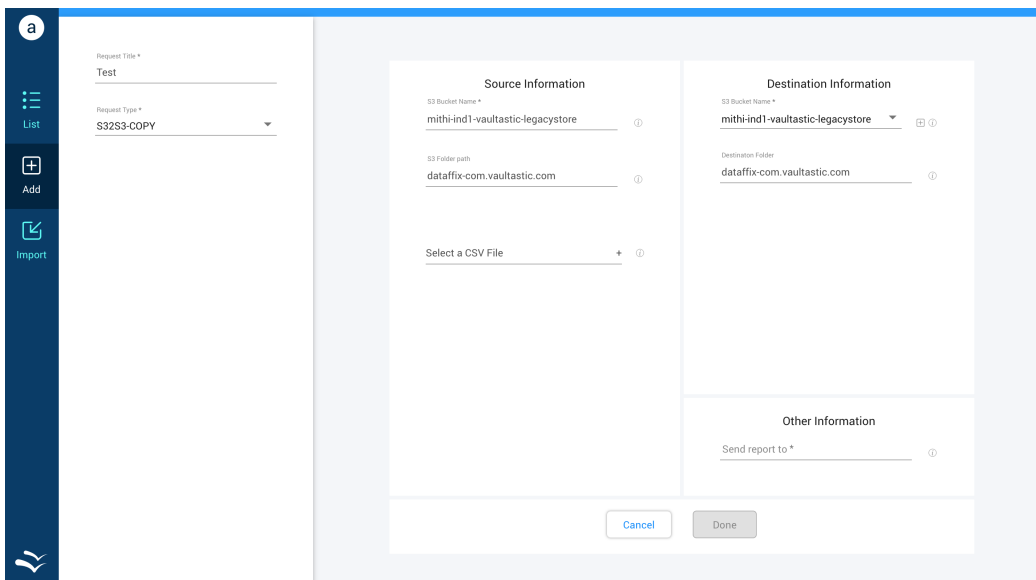 a
List
Add
Import
Request Title *
Test
Request Type *
S32S3-COPY
Source Information
S3 Bucket Name *
mithi-ind1-vaultastic-legacystore
S3 Folder path
dataffix-com.vaultastic.com
Select a CSV File +
Destination Information
S3 Bucket Name *
mithi-ind1-vaultastic-legacystore
Destinaton Folder
dataffix-com.vaultastic.com
Other Information
Send report to *
Cancel
Done